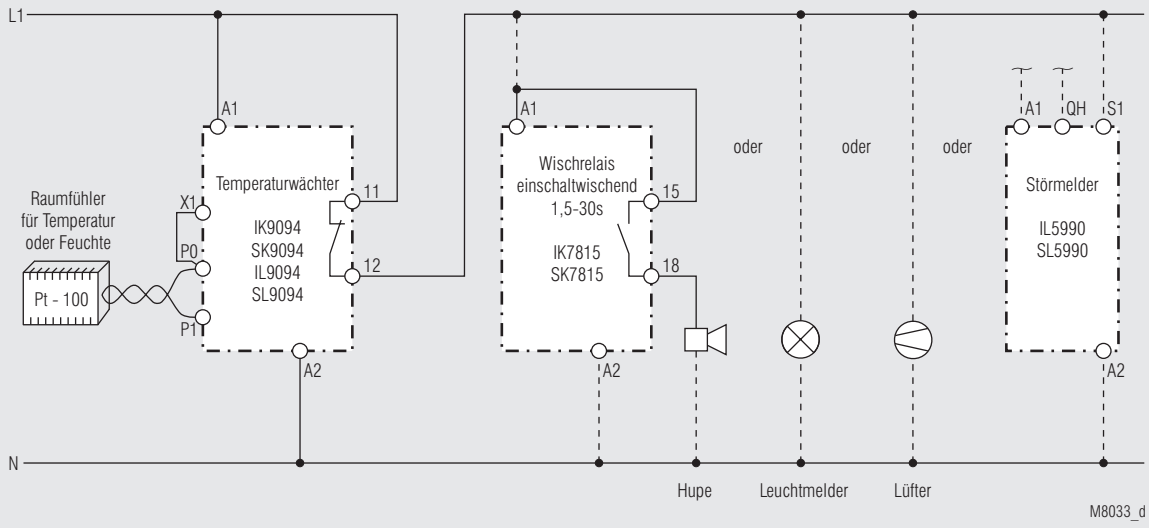 L1
A1
Temperaturwächter
11
X1
IK9094
SK9094
IL9094
SL9094
P0
12
P1
A2
Raumfühler
für Temperatur
oder Feuchte
Pt - 100
A1
Wischrelais
einschaltwischend
1,5-30s
15
IK7815
SK7815
18
A2
oder
oder
oder
A1
QH
S1
Störmelder
IL5990
SL5990
A2
N
Hupe
Leuchtmelder
Lüfter
M8033_d